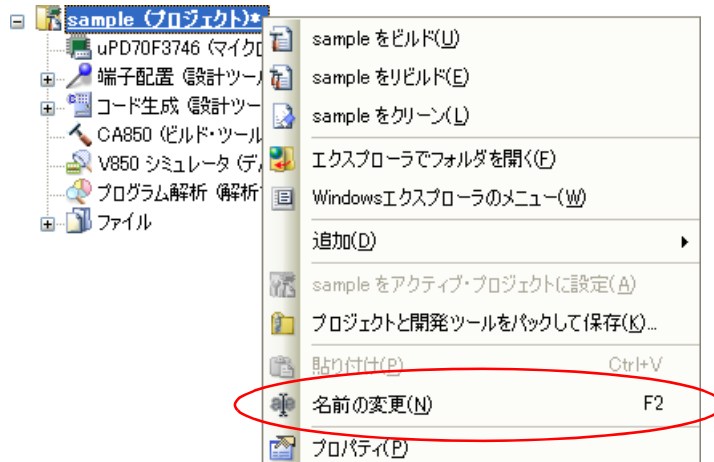 sample (プロジェクト)*
uPD70F3746 (マイクロ
端子配置 (設計ツー
コード生成 (設計ツー
CA850 (ビルド・ツール
V850 シミュレータ (デ
プログラム解析 (解析
ファイル
sample をビルド(U)
sample をリビルド(E)
sample をクリーン(L)
エクスプローラでフォルダを開く(F)
Windowsエクスプローラのメニュー(W)
追加(D)
sample をアクティブ・プロジェクトに設定(A)
プロジェクトと開発ツールをパックして保存(K)...
貼り付け(P) Ctrl+V
名前の変更(N) F2
プロパティ(P)